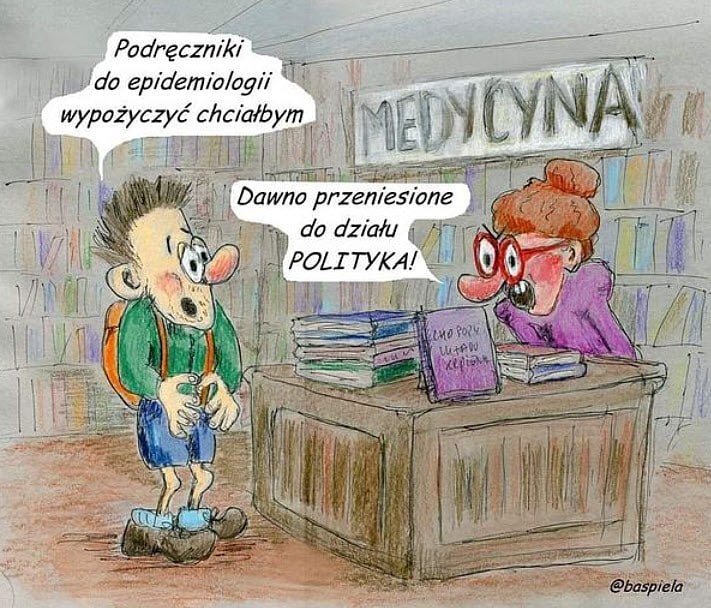 Podręczniki
do epidemiologii
wypożyczyć chciałbym
MEDYCYNA
Dawno przeniesione
do działu
POLITYKA!
@baspiela